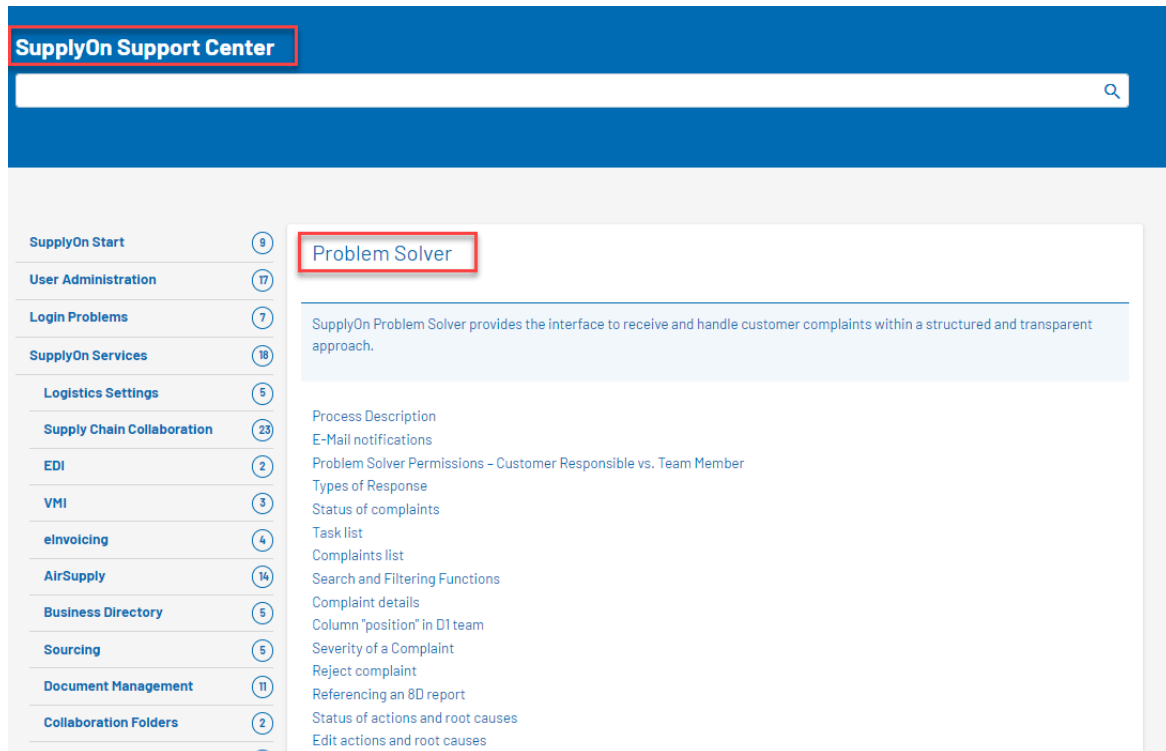 SupplyOn Support Center
SupplyOn Start 9
User Administration 17
Login Problems 7
SupplyOn Services 18
Logistics Settings 5
Supply Chain Collaboration 23
EDI 2
VMI 3
eInvoicing 4
AirSupply 14
Business Directory 5
Sourcing 5
Document Management 11
Collaboration Folders 2
Problem Solver
SupplyOn Problem Solver provides the interface to receive and handle customer complaints within a structured and transparent
approach.
Process Description
E-Mail notifications
Problem Solver Permissions – Customer Responsible vs. Team Member
Types of Response
Status of complaints
Task list
Complaints list
Search and Filtering Functions
Complaint details
Column "position" in D1 team
Severity of a Complaint
Reject complaint
Referencing an 8D report
Status of actions and root causes
Edit actions and root causes